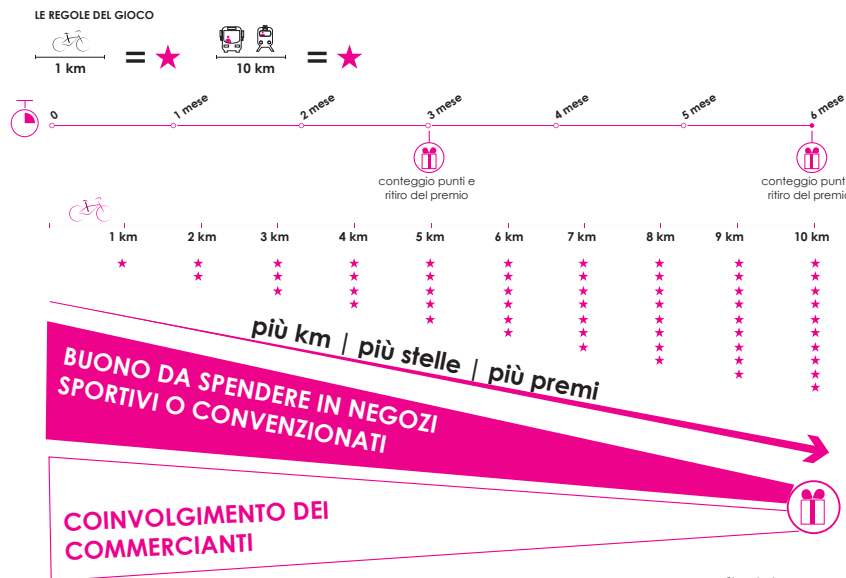 LE REGOLE DEL GIOCO
1 km
=
10 km
=
0
1 mese
2 mese
3 mese
4 mese
5 mese
6 mese
conteggio punti e
ritiro del premio
conteggio punti
ritiro del premio
1 km
2 km
3 km
4 km
5 km
6 km
7 km
8 km
9 km
10 km
più km | più stelle | più premi
BUONO DA SPENDERE IN NEGOZI
SPORTIVI O CONVENZIONATI
COINVOLGIMENTO DEI
COMMERCIANTI